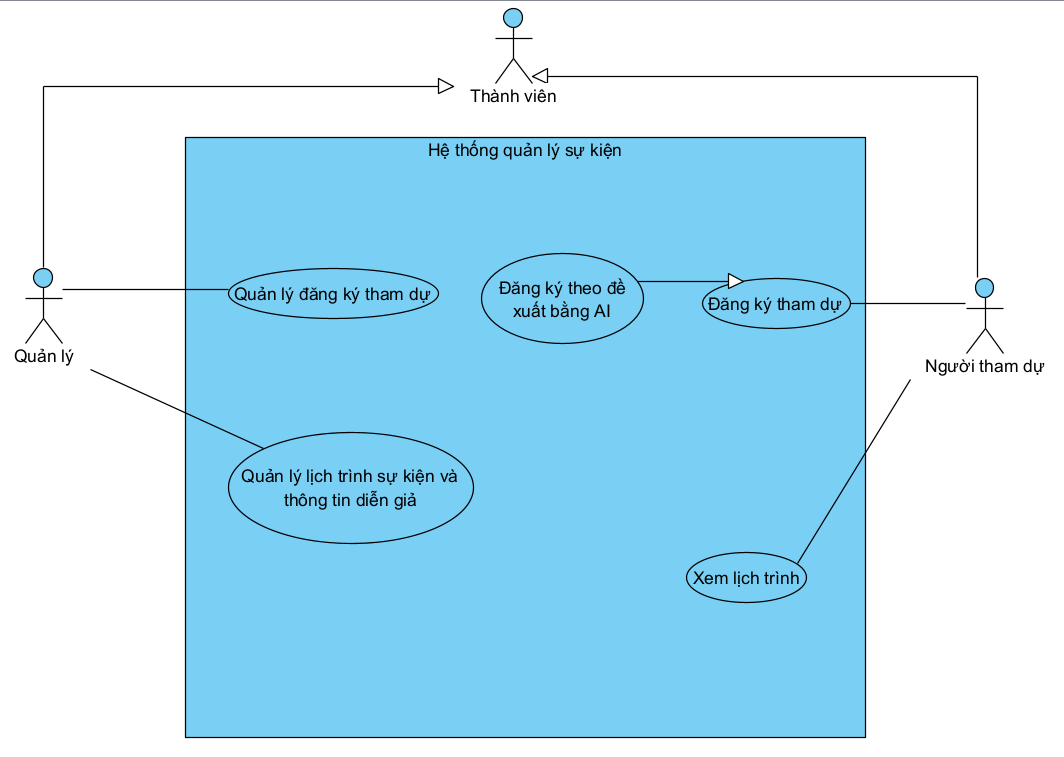 Thành viên
Hệ thống quản lý sự kiện
Quản lý đăng ký tham dự
Đăng ký theo đề
xuất bằng AI
Đăng ký tham dự
Quản lý
Người tham dự
Quản lý lịch trình sự kiện và
thông tin diễn giả
Xem lịch trình